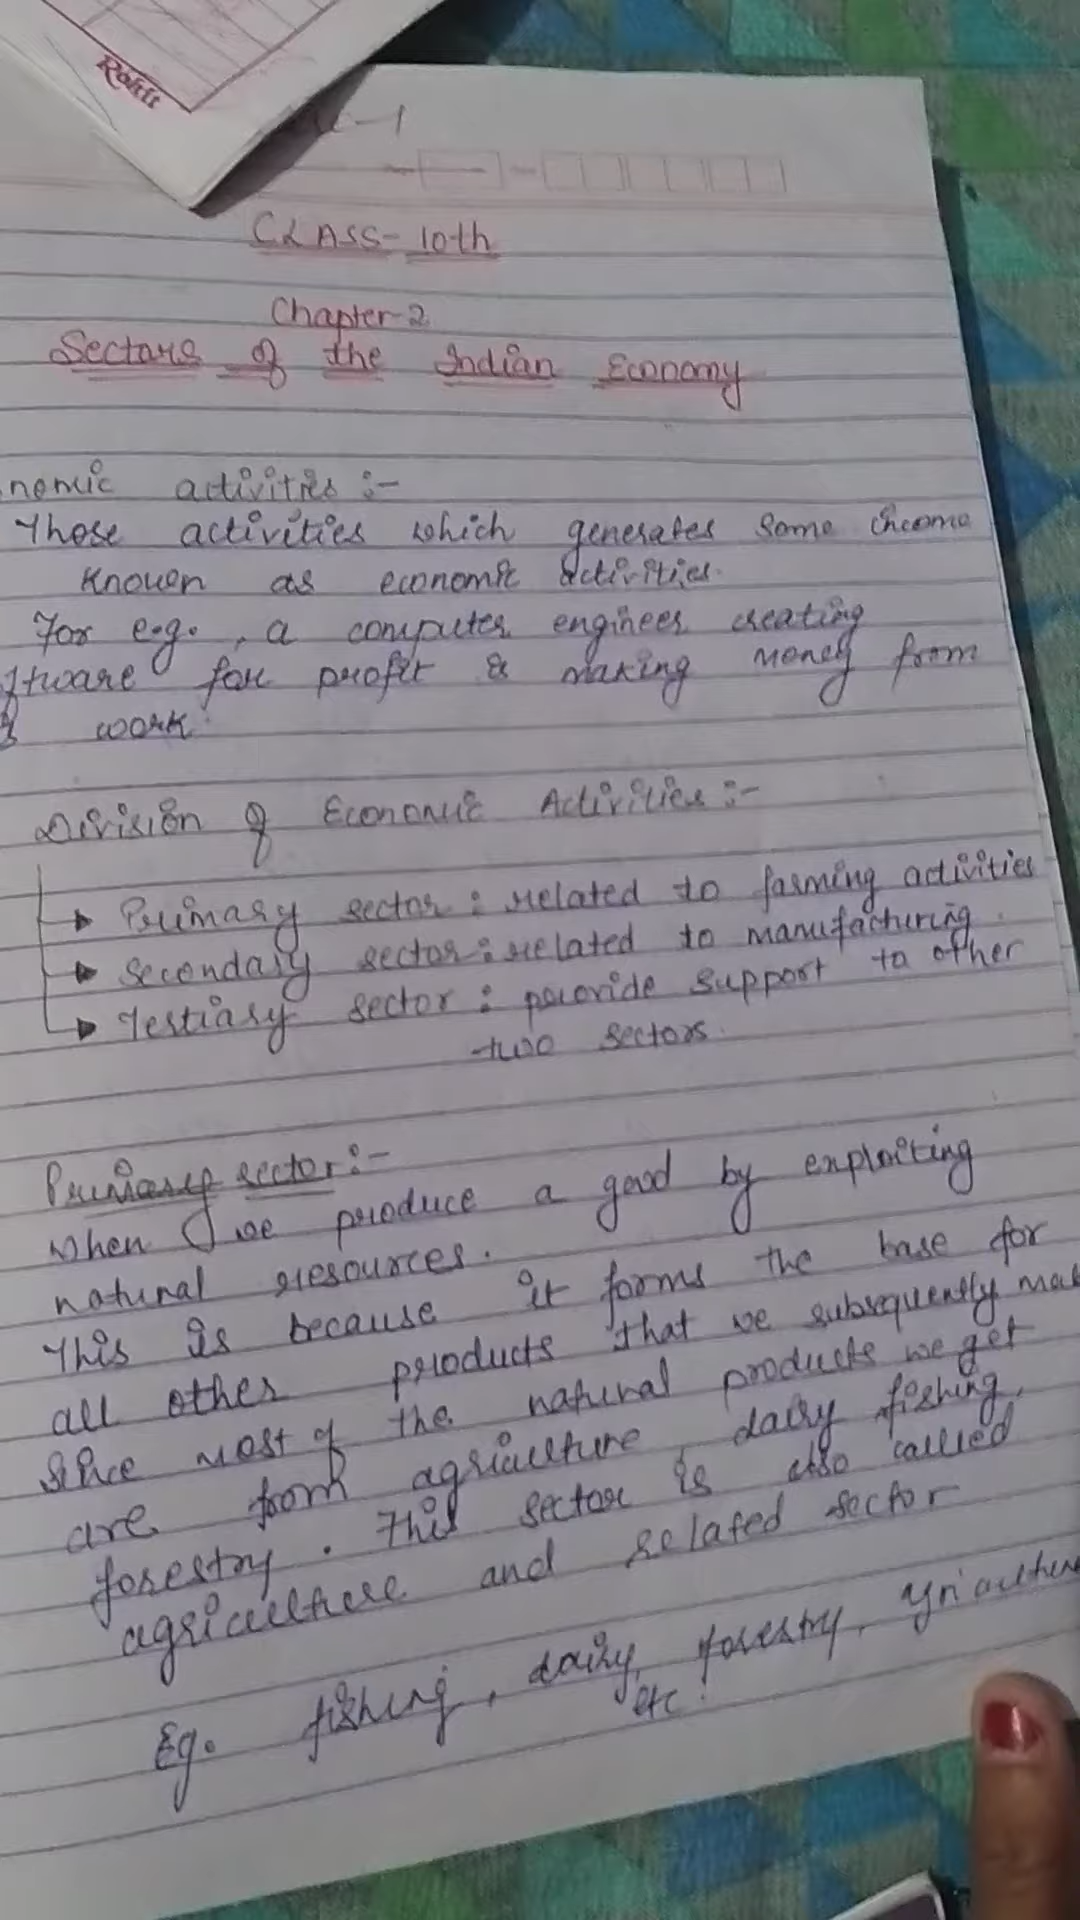 Rohit
-1
CLASS-10th
Chapter-2
Sectors of the Indian Economy
nomic activities :-
Those activities which generates some income
known as economic activities.
For e.g. , a computer engineer creating
ftware for profit & making money from
work.
Division of Economic Activities :-
Primary sector : related to farming activities
Secondary sector : related to manufacturing.
Tertiary sector : provide support to other
two sectors.
Primary sector :-
When we produce a good by exploiting
natural resources.
This is because it forms the base for
all other products that we subsequently mak
Since most of the natural products we get
are from agriculture, dairy fishing,
forestry. This sector is also called
agriculture and related sector
Eg. fishing, dairy, forestry, agriculture
etc.